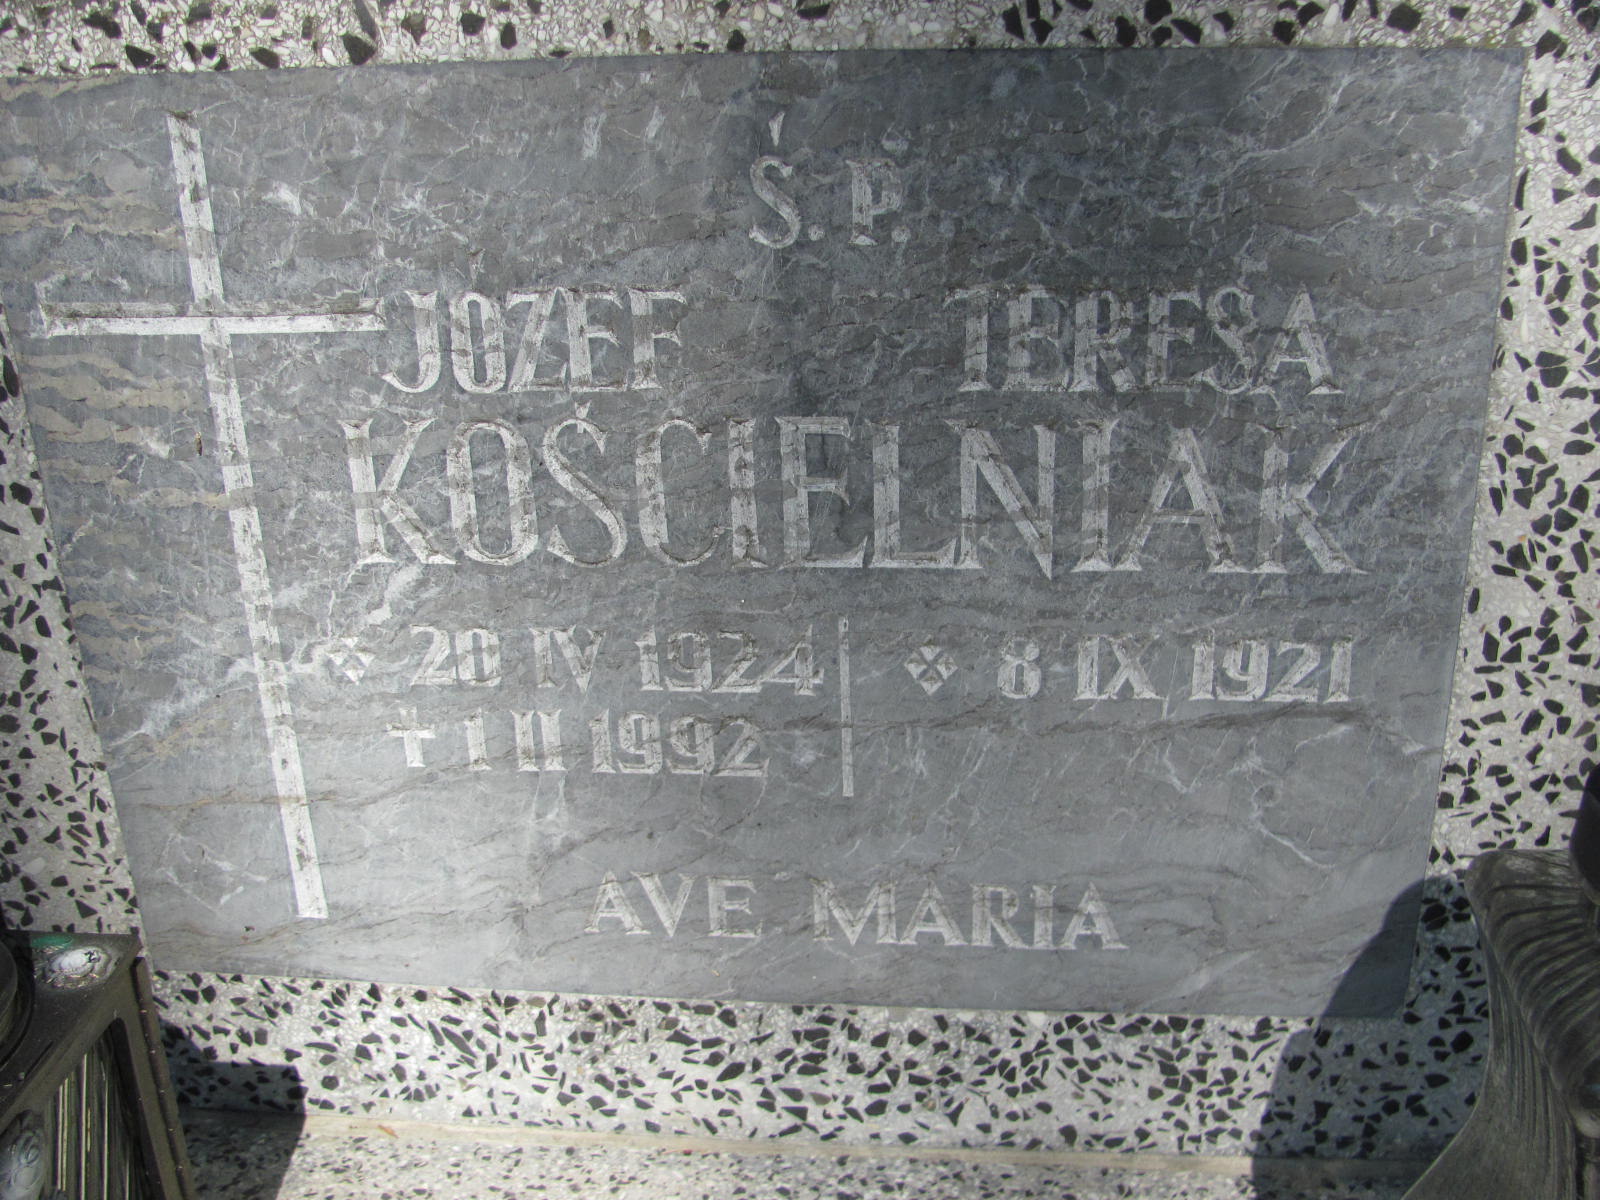 Ś. P.
JÓZEF TERESA
KOŚCIELNIAK
20 IV 1924 8 IX 1921
1 II 1992
AVE MARIA